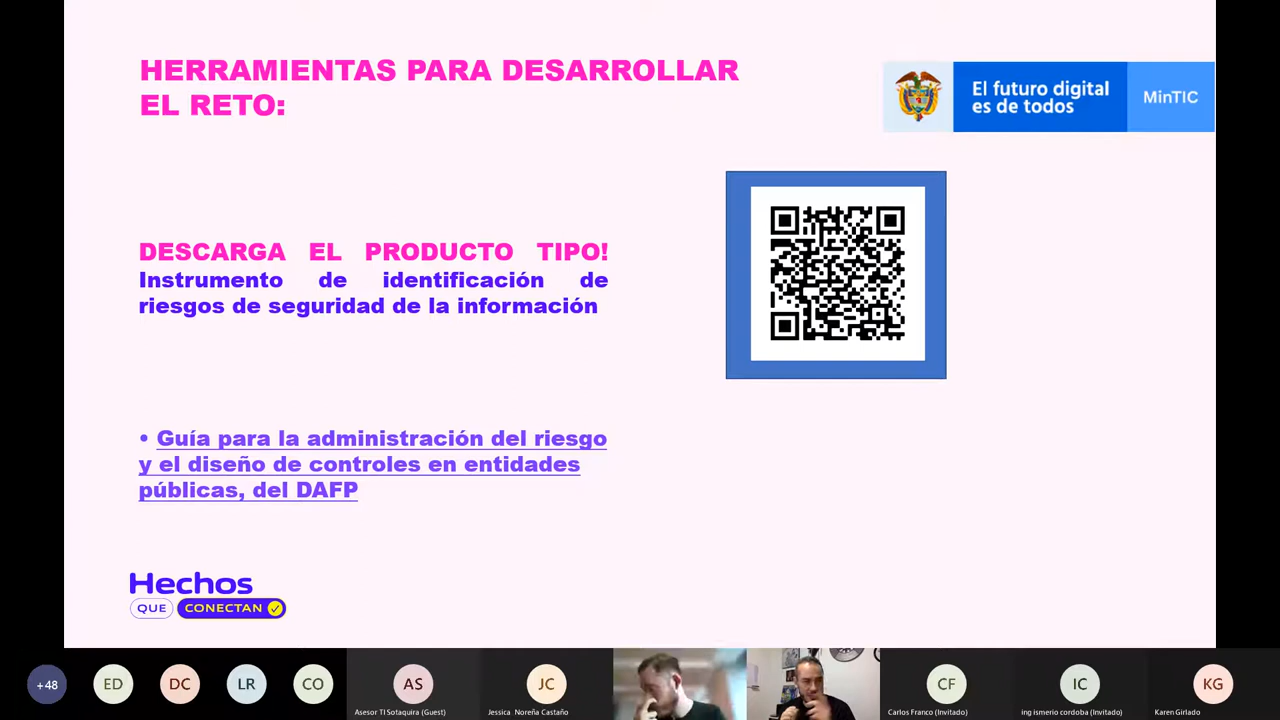 HERRAMIENTAS PARA DESARROLLAR
EL RETO:
El futuro digital
es de todos
MinTIC
DESCARGA EL PRODUCTO TIPO!
Instrumento de identificación de
riesgos de seguridad de la información
• Guía para la administración del riesgo
y el diseño de controles en entidades
públicas, del DAFP
Hechos
QUE CONECTAN
+48
ED
DC
LR
CO
AS
Asesor TI Sotaquira (Guest)
JC
Jessica Noreña Castaño
CF
Carlos Franco (Invitado)
IC
ing ismerio cordoba (Invitado)
KG
Karen Girlado